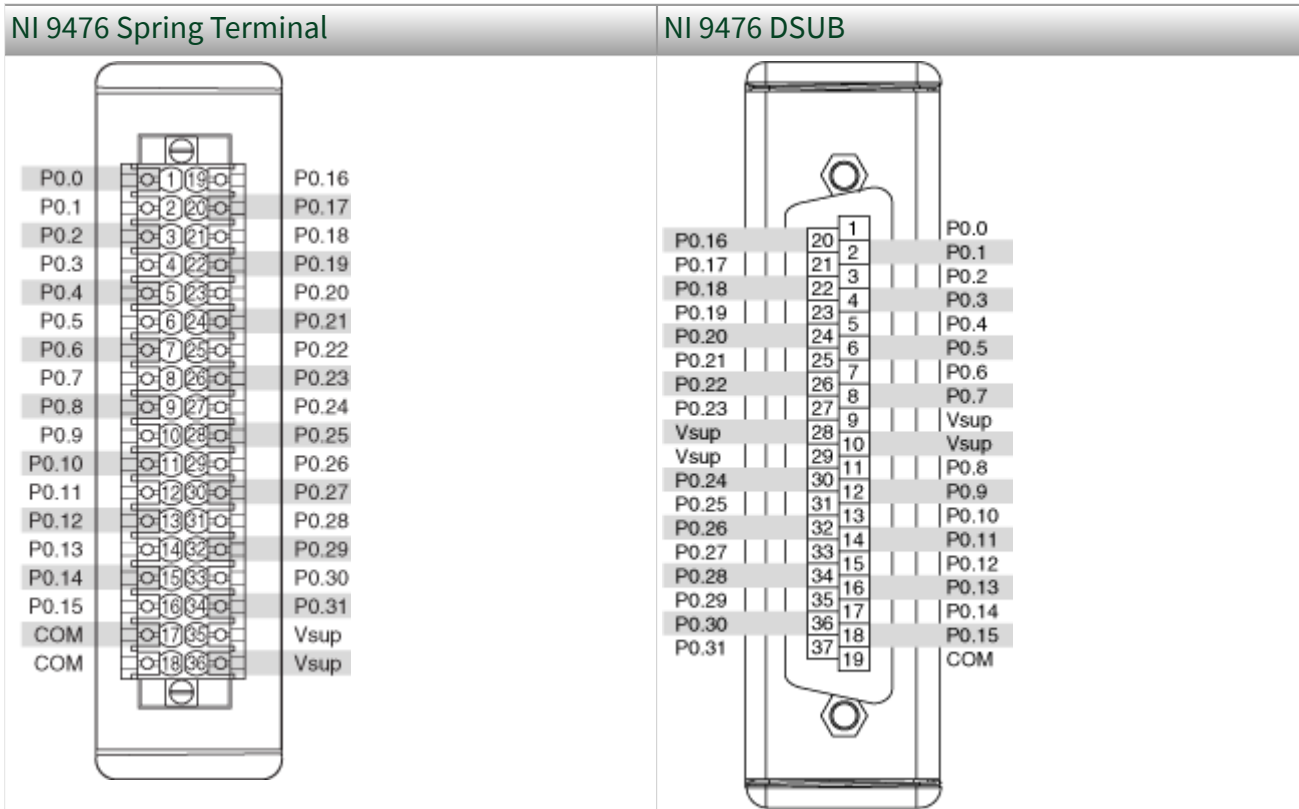 NI 9476 Spring Terminal
P0.0 1 19 P0.16
P0.1 2 20 P0.17
P0.2 3 21 P0.18
P0.3 4 22 P0.19
P0.4 5 23 P0.20
P0.5 6 24 P0.21
P0.6 7 25 P0.22
P0.7 8 26 P0.23
P0.8 9 27 P0.24
P0.9 10 28 P0.25
P0.10 11 29 P0.26
P0.11 12 30 P0.27
P0.12 13 31 P0.28
P0.13 14 32 P0.29
P0.14 15 33 P0.30
P0.15 16 34 P0.31
COM 17 35 Vsup
COM 18 36 Vsup
NI 9476 DSUB
1 P0.0
P0.16 20
2 P0.1
P0.17 21
3 P0.2
P0.18 22
4 P0.3
P0.19 23
5 P0.4
P0.20 24
6 P0.5
P0.21 25
7 P0.6
P0.22 26
8 P0.7
P0.23 27
9 Vsup
Vsup 28
10 Vsup
Vsup 29
11 P0.8
P0.24 30
12 P0.9
P0.25 31
13 P0.10
P0.26 32
14 P0.11
P0.27 33
15 P0.12
P0.28 34
16 P0.13
P0.29 35
17 P0.14
P0.30 36
18 P0.15
P0.31 37
19 COM